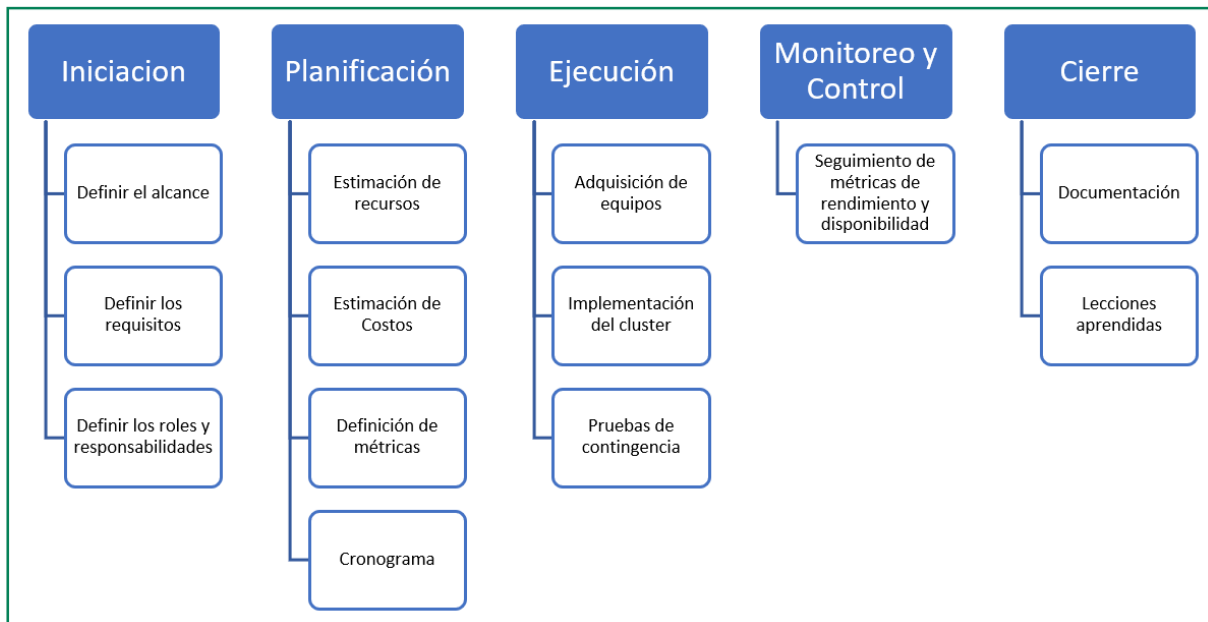 Iniciacion
Definir el alcance
Definir los
requisitos
Definir los roles y
responsabilidades
Planificación
Estimación de
recursos
Estimación de
Costos
Definición de
métricas
Cronograma
Ejecución
Adquisición de
equipos
Implementación
del cluster
Pruebas de
contingencia
Monitoreo y
Control
Seguimiento de
métricas de
rendimiento y
disponibilidad
Cierre
Documentación
Lecciones
aprendidas